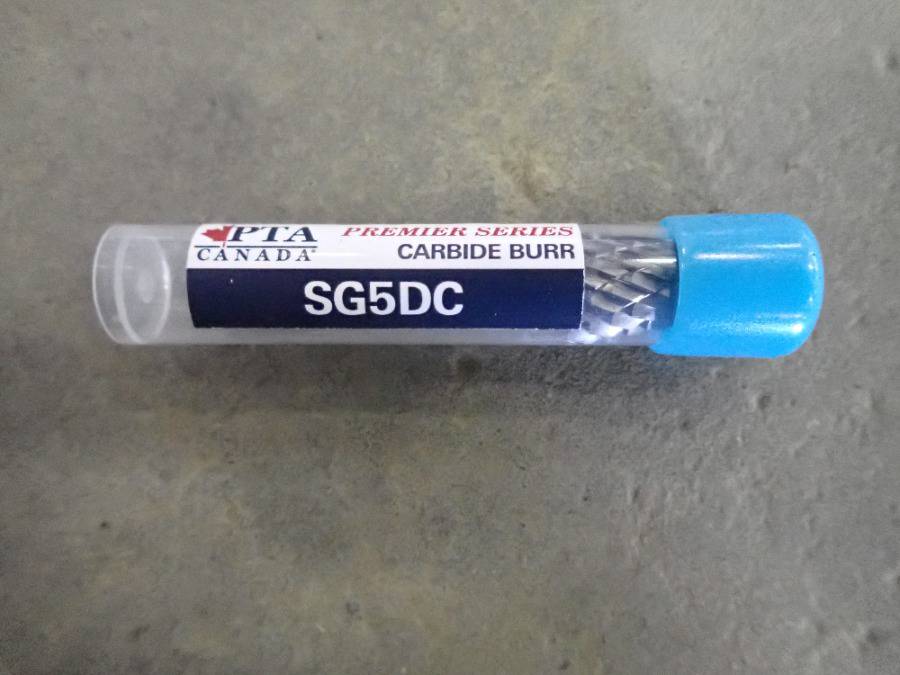 PTA
CANADA
PREMIER SERIES
CARBIDE BURR
SG5DC